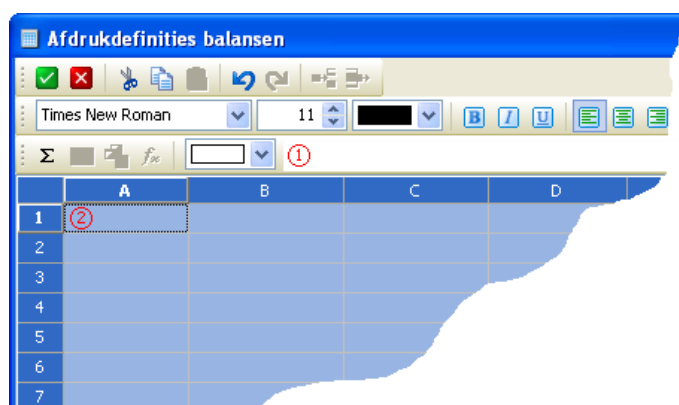 Afdrukdefinities balansen
Times New Roman 11 B I U
Σ fx ①
A B C D
1 ②
2
3
4
5
6
7